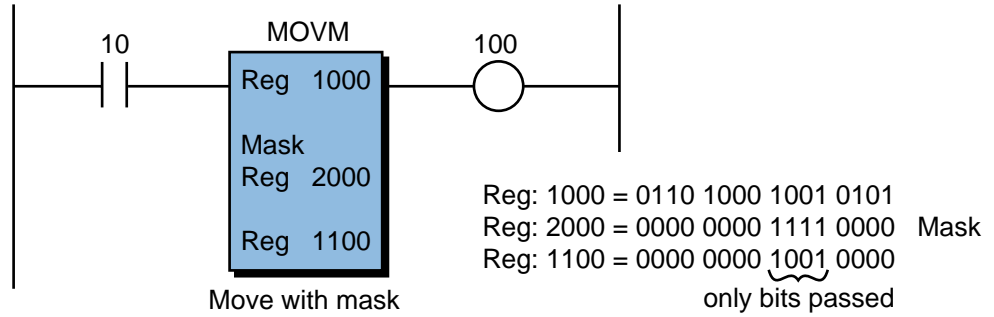 10
MOVM
100
Reg 1000
Mask
Reg 2000
Reg 1100
Move with mask
Reg: 1000 = 0110 1000 1001 0101
Reg: 2000 = 0000 0000 1111 0000 Mask
Reg: 1100 = 0000 0000 1001 0000
only bits passed